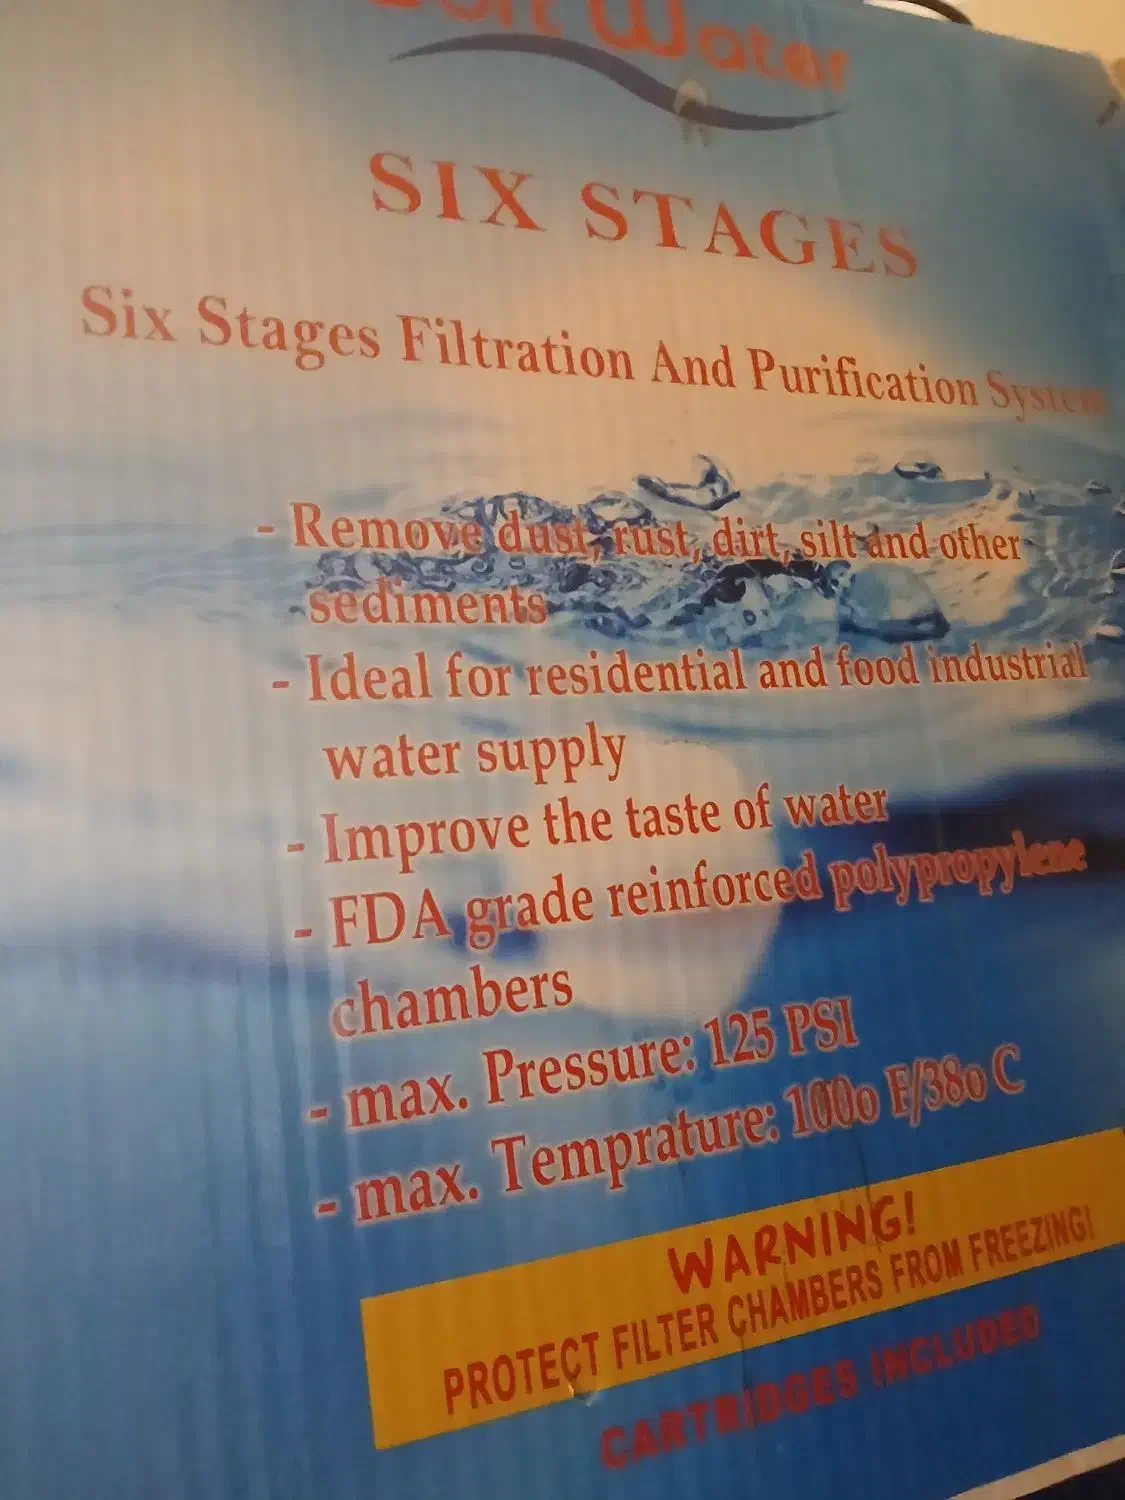 Soft Water
SIX STAGES
Six Stages Filtration And Purification System
- Remove dust, rust, dirt, silt and other
sediments
- Ideal for residential and food industrial
water supply
- Improve the taste of water
- FDA grade reinforced polypropylene
chambers
- max. Pressure: 125 PSI
- max. Temprature: 100o F/38o C
WARNING!
PROTECT FILTER CHAMBERS FROM FREEZING!
CARTRIDGES INCLUDED